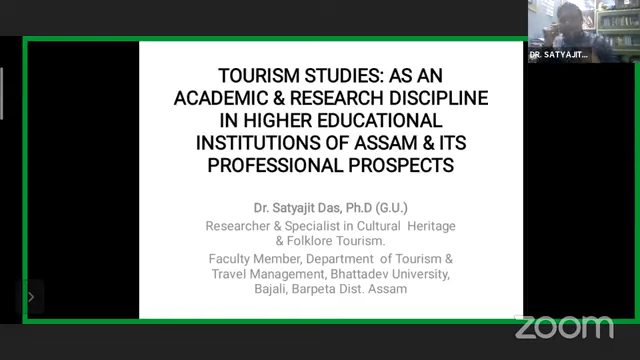 DR. SATYAJIT...
TOURISM STUDIES: AS AN
ACADEMIC & RESEARCH DISCIPLINE
IN HIGHER EDUCATIONAL
INSTITUTIONS OF ASSAM & ITS
PROFESSIONAL PROSPECTS
Dr. Satyajit Das, Ph.D (G.U.)
Researcher & Specialist in Cultural Heritage
& Folklore Tourism.
Faculty Member, Department of Tourism &
Travel Management, Bhattadev University,
Bajali, Barpeta Dist. Assam
zoom